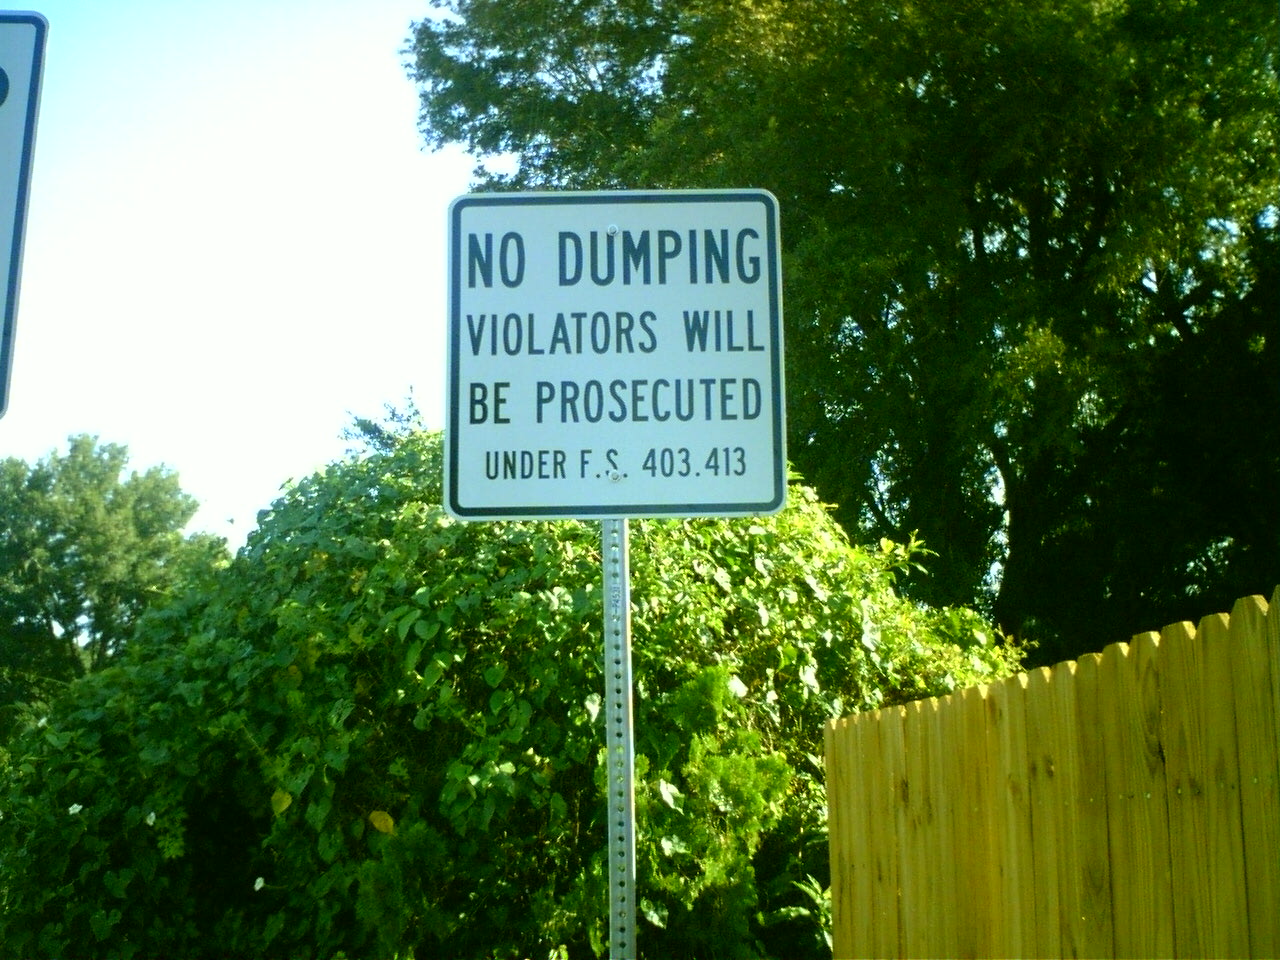 NO DUMPING
VIOLATORS WILL
BE PROSECUTED
UNDER F.S. 403.413